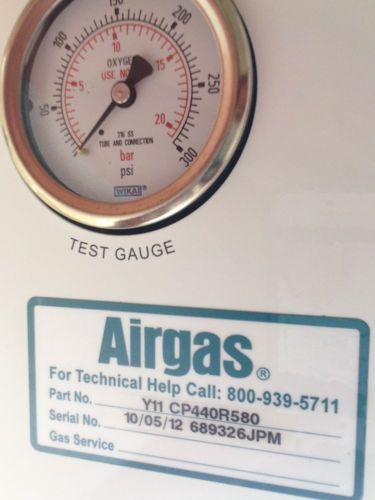 50 100 150 200 250 300
5 10 15 20
OXYGEN
USE NO
316 SS
TUBE AND CONNECTION
bar
psi
WIKA
TEST GAUGE
Airgas®
For Technical Help Call: 800-939-5711
Part No. Y11 CP440R580
Serial No. 10/05/12 689326JPM
Gas Service